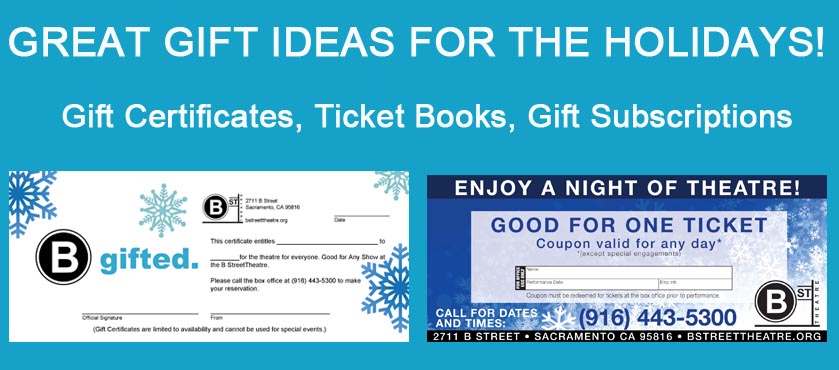 GREAT GIFT IDEAS FOR THE HOLIDAYS!
Gift Certificates, Ticket Books, Gift Subscriptions
B ST
2711 B Street
Sacramento, CA 95816
bstreettheatre.org
Date
B gifted.
This certificate entitles to
for the theatre for everyone. Good for Any Show at
the B StreetTheatre.
Please call the box office at (916) 443-5300 to make
your reservation.
Official Signature From
(Gift Certificates are limited to availability and cannot be used for special events.)
ENJOY A NIGHT OF THEATRE!
GOOD FOR ONE TICKET
Coupon valid for any day*
*(except special engagements)
Name
Performance Date Emp init.
Coupon must be redeemed for tickets at the box office prior to performance.
B ST
THEATRE
CALL FOR DATES
AND TIMES: (916) 443-5300
2711 B STREET • SACRAMENTO CA 95816 • BSTREETTHEATRE.ORG